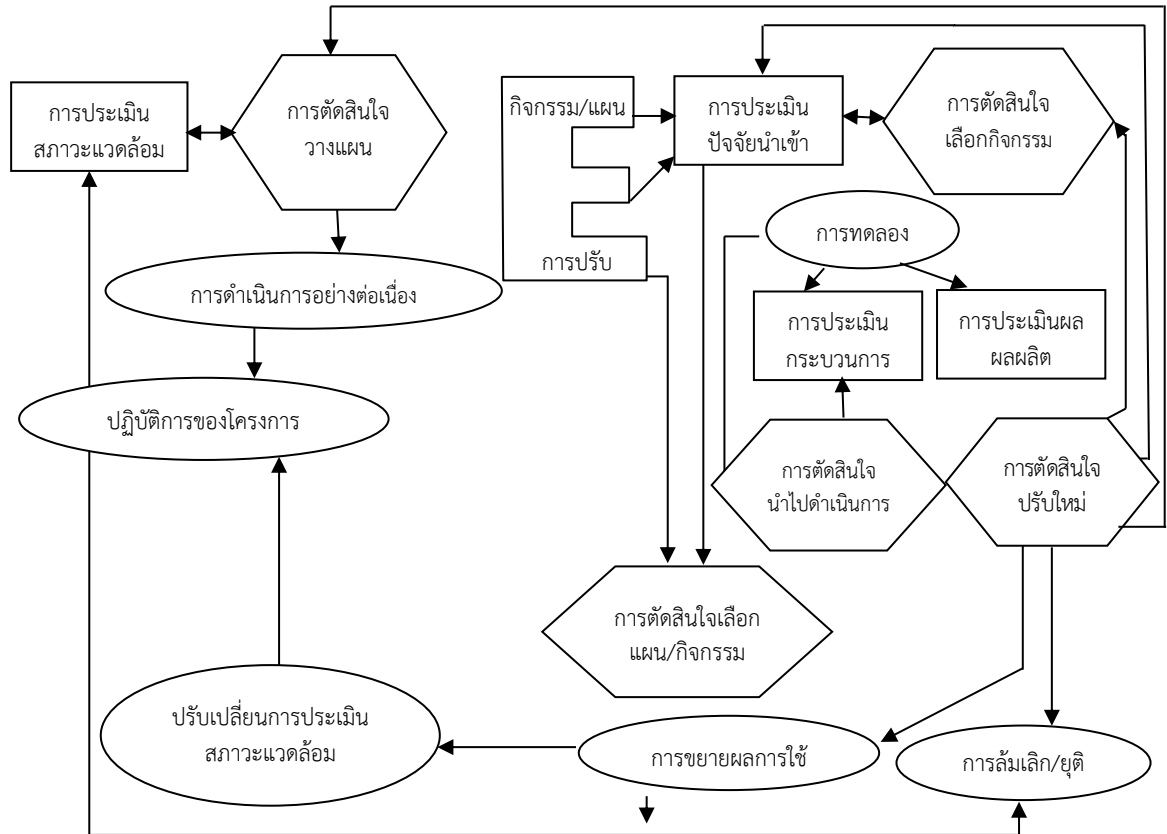 การประเมิน
สภาวะแวดล้อม
การตัดสินใจ
วางแผน
กิจกรรม/แผน
การปรับ
การประเมิน
ปัจจัยนำเข้า
การตัดสินใจ
เลือกกิจกรรม
การทดลอง
การดำเนินการอย่างต่อเนื่อง
การประเมิน
กระบวนการ
การประเมินผล
ผลผลิต
ปฏิบัติการของโครงการ
การตัดสินใจ
นำไปดำเนินการ
การตัดสินใจ
ปรับใหม่
การตัดสินใจเลือก
แผน/กิจกรรม
ปรับเปลี่ยนการประเมิน
สภาวะแวดล้อม
การขยายผลการใช้
การล้มเลิก/ยุติ